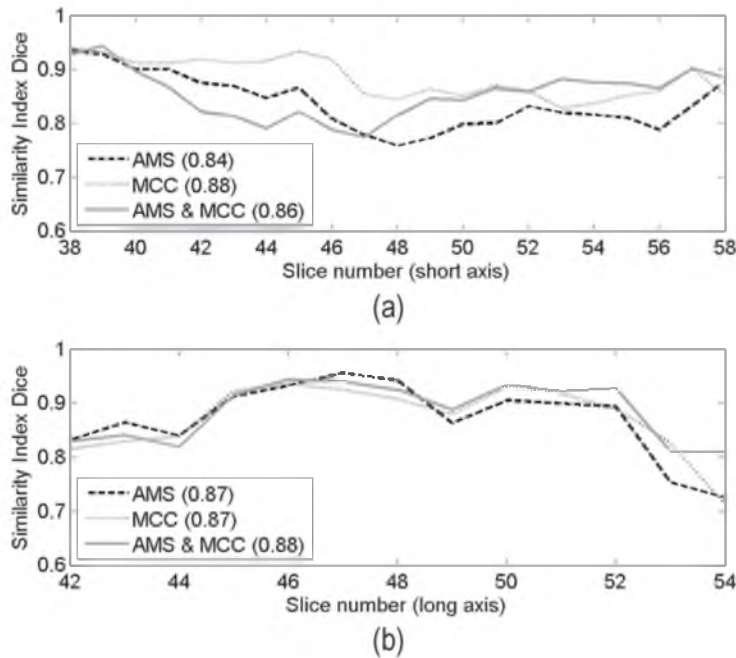 1
0.9
0.8
0.7
0.6
Similarity Index Dice
AMS (0.84)
MCC (0.88)
AMS & MCC (0.86)
38 40 42 44 46 48 50 52 54 56 58
Slice number (short axis)
(a)
1
0.9
0.8
0.7
0.6
Similarity Index Dice
AMS (0.87)
MCC (0.87)
AMS & MCC (0.88)
42 44 46 48 50 52 54
Slice number (long axis)
(b)